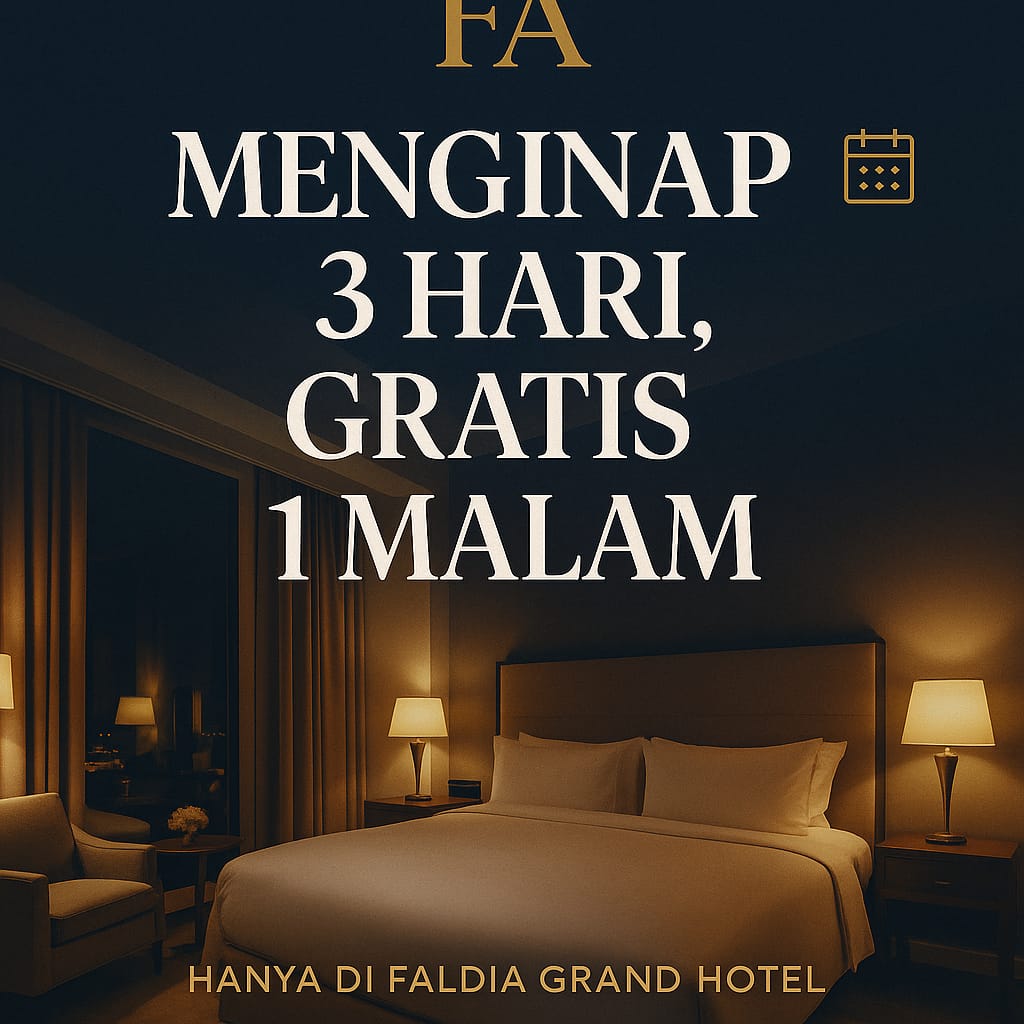 FA
MENGINAP
3 HARI,
GRATIS
1 MALAM
HANYA DI FALDIA GRAND HOTEL